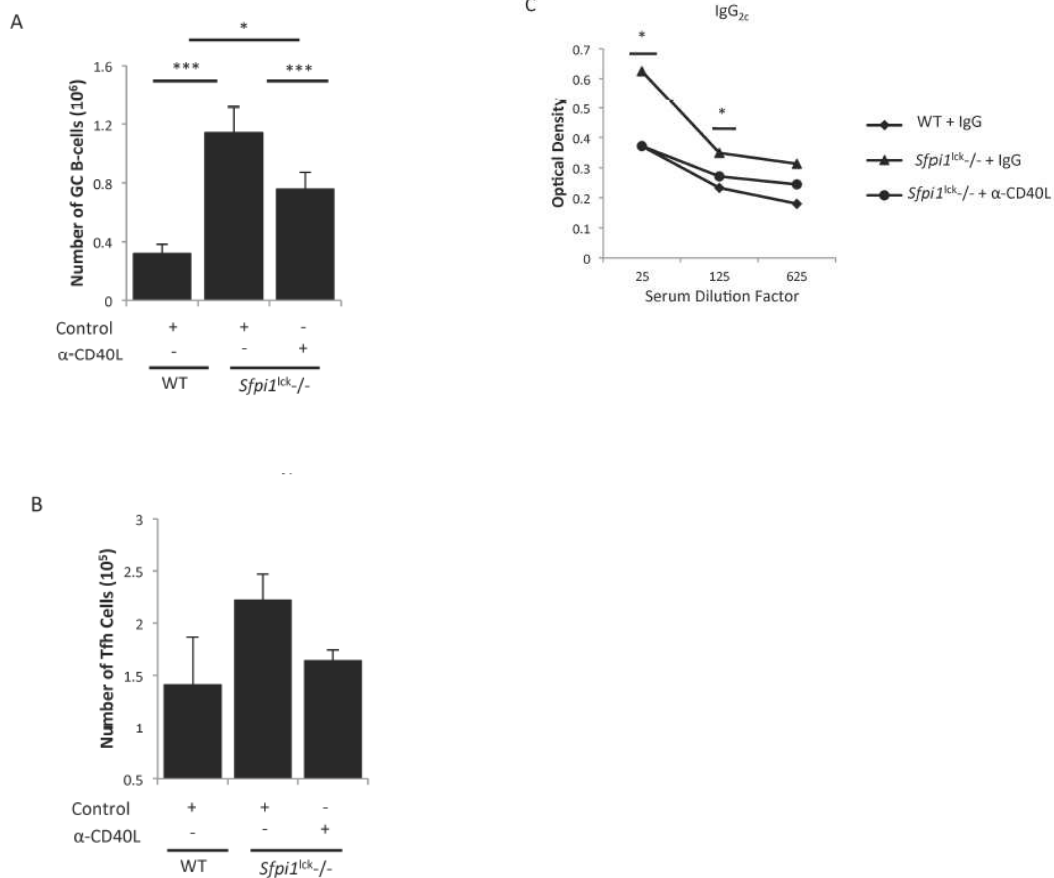 A
*
***
***
Number of GC B-cells (10⁶)
1.6
1.2
0.8
0.4
0
Control + + -
α-CD40L - - +
WT Sfpi1ˡᶜᵏ-/-
C
IgG₂c
*
*
Optical Density
0.7
0.6
0.5
0.4
0.3
0.2
0.1
0
25 125 625
Serum Dilution Factor
WT + IgG
Sfpi1ˡᶜᵏ-/- + IgG
Sfpi1ˡᶜᵏ-/- + α-CD40L
B
Number of Tfh Cells (10⁵)
3
2.5
2
1.5
1
0.5
Control + + -
α-CD40L - - +
WT Sfpi1ˡᶜᵏ-/-